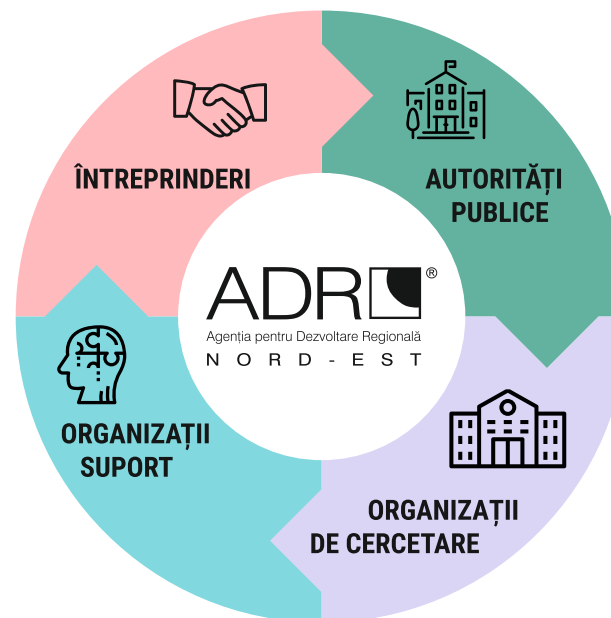 ÎNTREPRINDERI
AUTORITĂȚI
PUBLICE
ADR®
Agenția pentru Dezvoltare Regională
NORD-EST
ORGANIZAȚII
SUPORT
ORGANIZAȚII
DE CERCETARE